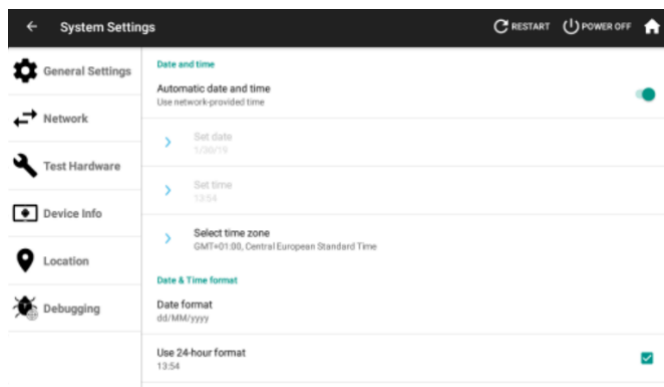 System Settings
RESTART
POWER OFF
General Settings
Network
Test Hardware
Device Info
Location
Debugging
Date and time
Automatic date and time
Use network-provided time
Set date
1/30/19
Set time
13:54
Select time zone
GMT+01:00, Central European Standard Time
Date & Time format
Date format
dd/MM/yyyy
Use 24-hour format
13:54